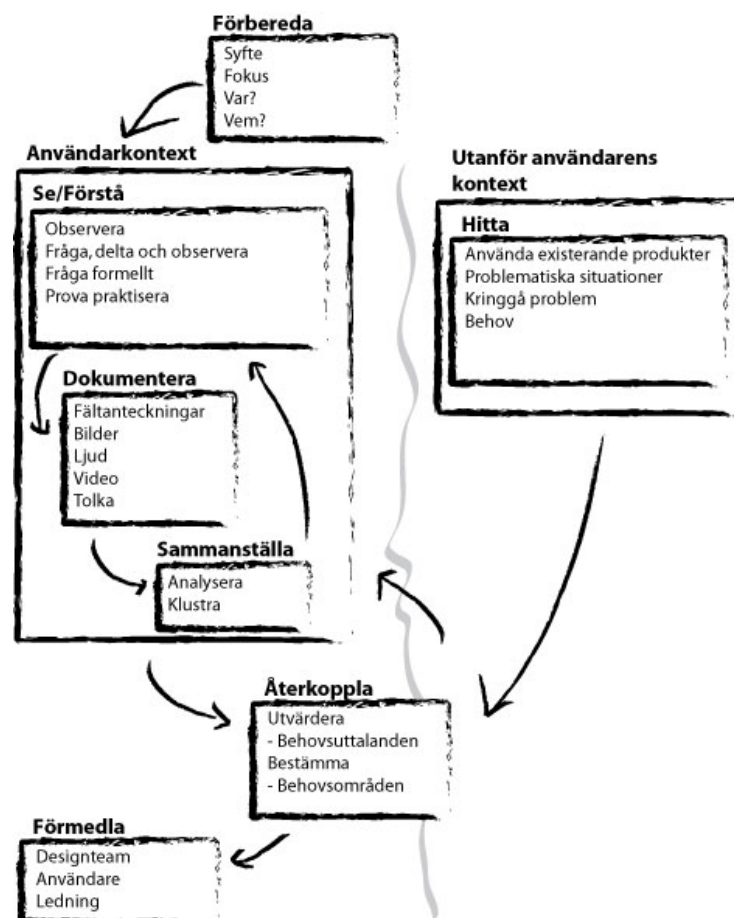 Förbereda
Syfte
Fokus
Var?
Vem?
Användarkontext
Se/Förstå
Observera
Fråga, delta och observera
Fråga formellt
Prova praktisera
Dokumentera
Fältanteckningar
Bilder
Ljud
Video
Tolka
Sammanställa
Analysera
Klustra
Utanför användarens
kontext
Hitta
Använda existerande produkter
Problematiska situationer
Kringgå problem
Behov
Återkoppla
Utvärdera
- Behovsuttalanden
Bestämma
- Behovsområden
Förmedla
Designteam
Användare
Ledning